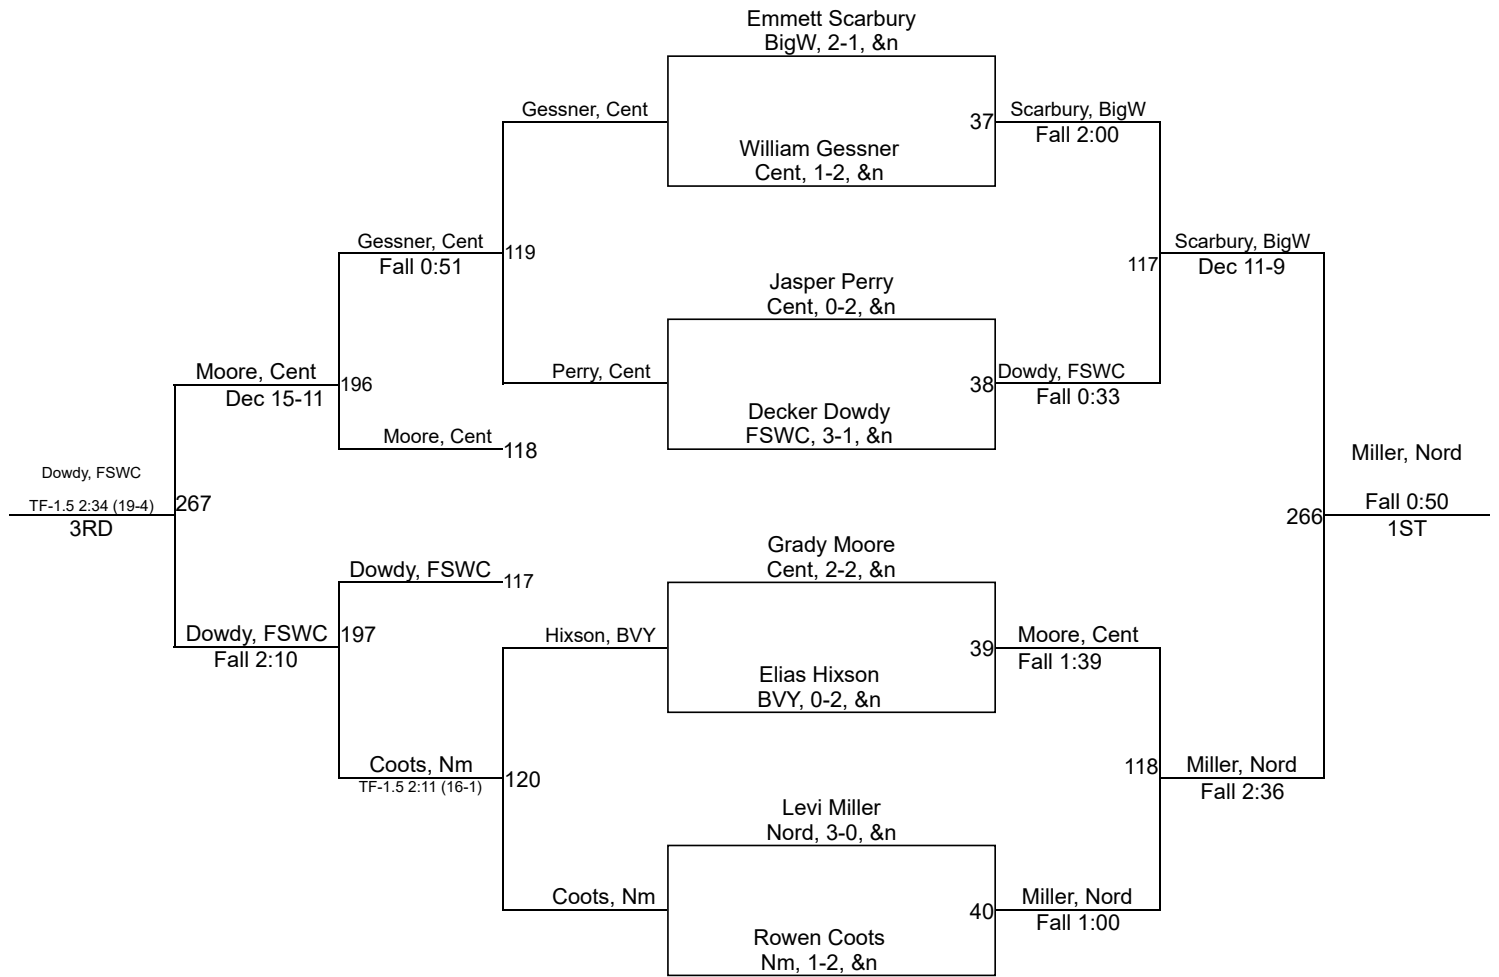 Emmett Scarbury
BigW, 2-1, &n
Gessner, Cent
37
Scarbury, BigW
Fall 2:00
William Gessner
Cent, 1-2, &n
Gessner, Cent
Fall 0:51
119
117
Scarbury, BigW
Dec 11-9
Jasper Perry
Cent, 0-2, &n
Moore, Cent
Dec 15-11
196
Perry, Cent
38
Dowdy, FSWC
Fall 0:33
Decker Dowdy
FSWC, 3-1, &n
Moore, Cent
118
Dowdy, FSWC
TF-1.5 2:34 (19-4)
3RD
267
266
Miller, Nord
Fall 0:50
1ST
Grady Moore
Cent, 2-2, &n
Dowdy, FSWC
117
Dowdy, FSWC
Fall 2:10
197
Hixson, BVY
39
Moore, Cent
Fall 1:39
Elias Hixson
BVY, 0-2, &n
Coots, Nm
TF-1.5 2:11 (16-1)
120
118
Miller, Nord
Fall 2:36
Levi Miller
Nord, 3-0, &n
Coots, Nm
40
Miller, Nord
Fall 1:00
Rowen Coots
Nm, 1-2, &n